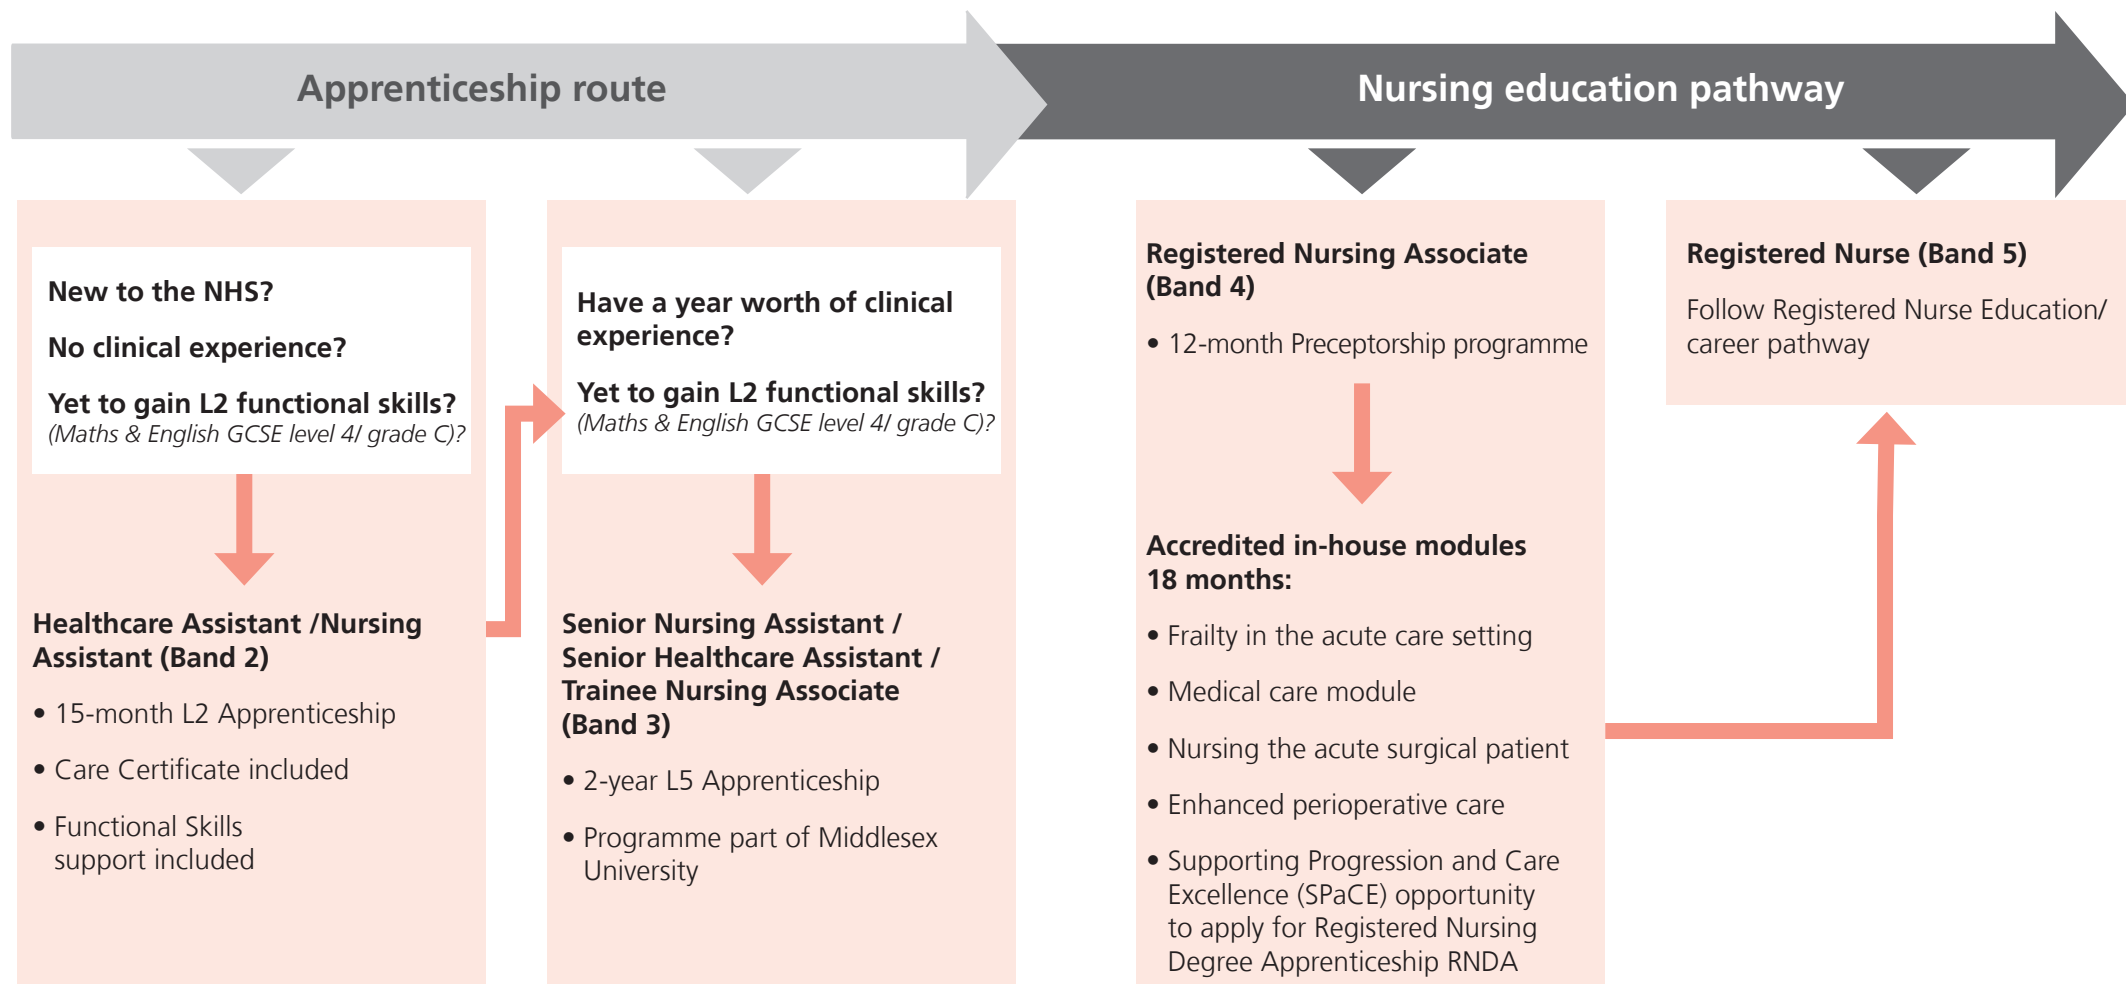 Apprenticeship route
Nursing education pathway
New to the NHS?
No clinical experience?
Yet to gain L2 functional skills?
(Maths & English GCSE level 4/ grade C)?
Healthcare Assistant /Nursing
Assistant (Band 2)
• 15-month L2 Apprenticeship
• Care Certificate included
• Functional Skills
support included
Have a year worth of clinical
experience?
Yet to gain L2 functional skills?
(Maths & English GCSE level 4/ grade C)?
Senior Nursing Assistant /
Senior Healthcare Assistant /
Trainee Nursing Associate
(Band 3)
• 2-year L5 Apprenticeship
• Programme part of Middlesex
University
Registered Nursing Associate
(Band 4)
• 12-month Preceptorship programme
Accredited in-house modules
18 months:
• Frailty in the acute care setting
• Medical care module
• Nursing the acute surgical patient
• Enhanced perioperative care
• Supporting Progression and Care
Excellence (SPaCE) opportunity
to apply for Registered Nursing
Degree Apprenticeship RNDA
Registered Nurse (Band 5)
Follow Registered Nurse Education/
career pathway